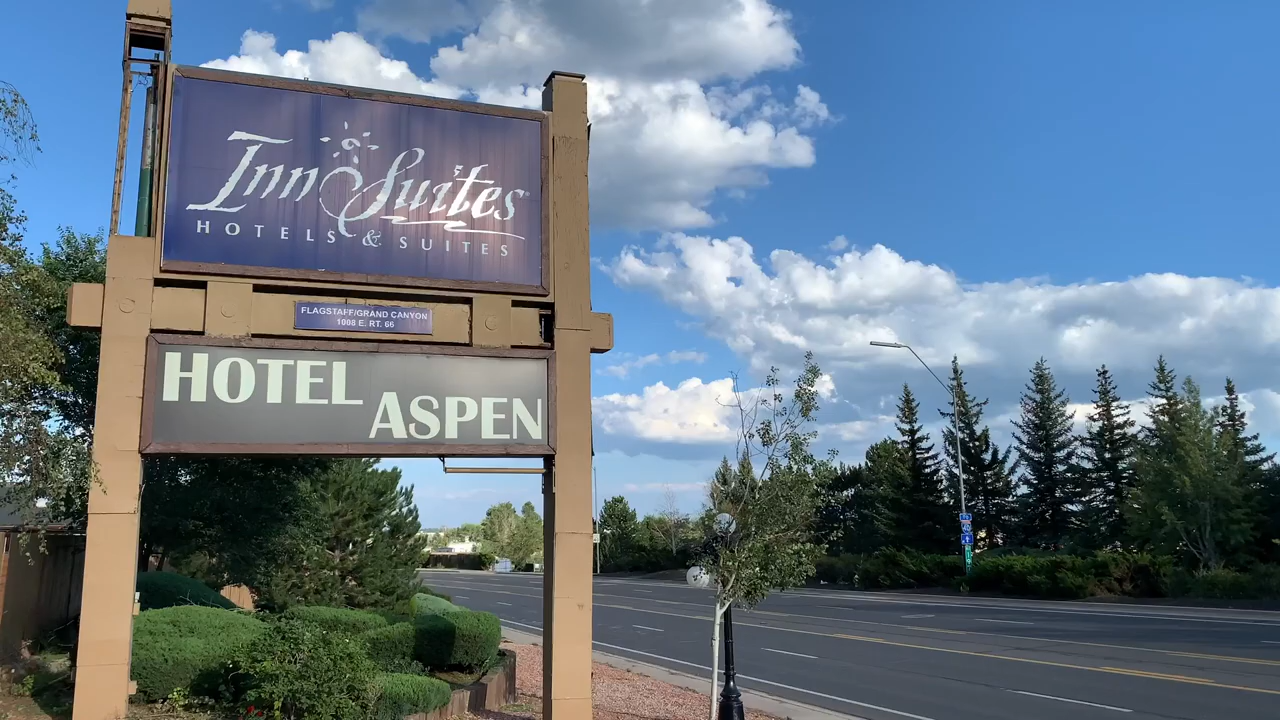 InnSuites
HOTELS & SUITES
FLAGSTAFF/GRAND CANYON
1008 E. RT. 66
HOTEL
ASPEN